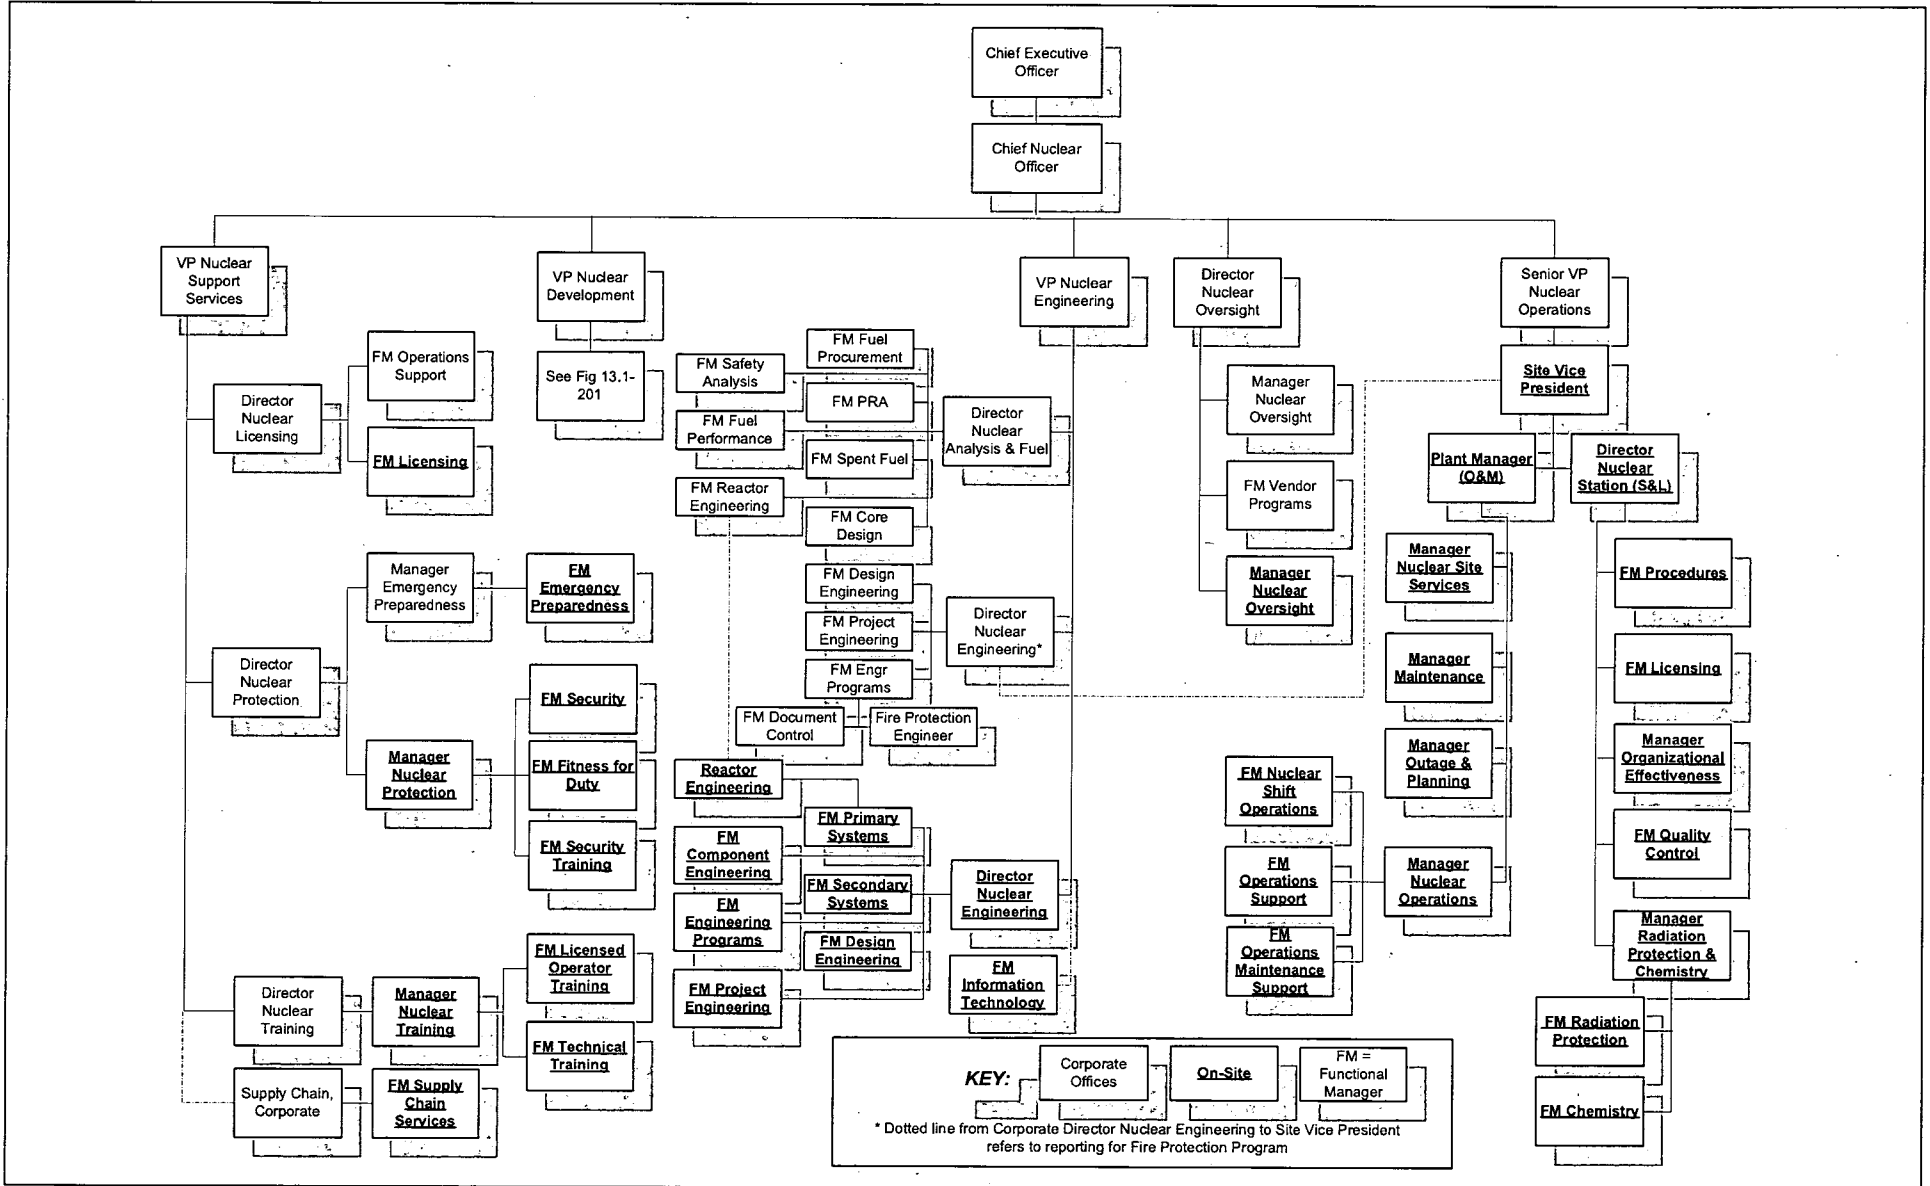 Chief Executive
Officer
Chief Nuclear
Officer
VP Nuclear
Support
Services
VP Nuclear
Development
VP Nuclear
Engineering
Director
Nuclear
Oversight
Senior VP
Nuclear
Operations
FM Operations
Support
Director
Nuclear
Licensing
FM Licensing
Manager
Emergency
Preparedness
FM
Emergency
Preparedness
Director
Nuclear
Protection
FM Security
Manager
Nuclear
Protection
FM Fitness for
Duty
FM Security
Training
FM Licensed
Operator
Training
Director
Nuclear
Training
Manager
Nuclear
Training
FM Technical
Training
Supply Chain,
Corporate
FM Supply
Chain
Services
See Fig 13.1-
201
FM Fuel
Procurement
FM Safety
Analysis
FM PRA
FM Fuel
Performance
Director
Nuclear
Analysis & Fuel
FM Spent Fuel
FM Reactor
Engineering
FM Core
Design
FM Design
Engineering
FM Project
Engineering
Director
Nuclear
Engineering*
FM Engr
Programs
FM Document
Control
Fire Protection
Engineer
Reactor
Engineering
FM Primary
Systems
FM
Component
Engineering
FM Secondary
Systems
Director
Nuclear
Engineering
FM
Engineering
Programs
FM Design
Engineering
FM Project
Engineering
FM
Information
Technology
Manager
Nuclear
Oversight
FM Vendor
Programs
Manager
Nuclear
Oversight
Site Vice
President
Plant Manager
(O&M)
Director
Nuclear
Station (S&L)
Manager
Nuclear Site
Services
Manager
Maintenance
Manager
Outage &
Planning
FM Nuclear
Shift
Operations
FM
Operations
Support
Manager
Nuclear
Operations
FM
Operations
Maintenance
Support
FM Procedures
FM Licensing
Manager
Organizational
Effectiveness
FM Quality
Control
Manager
Radiation
Protection &
Chemistry
FM Radiation
Protection
FM Chemistry
KEY:
Corporate
Offices
On-Site
FM =
Functional
Manager
* Dotted line from Corporate Director Nuclear Engineering to Site Vice President
refers to reporting for Fire Protection Program